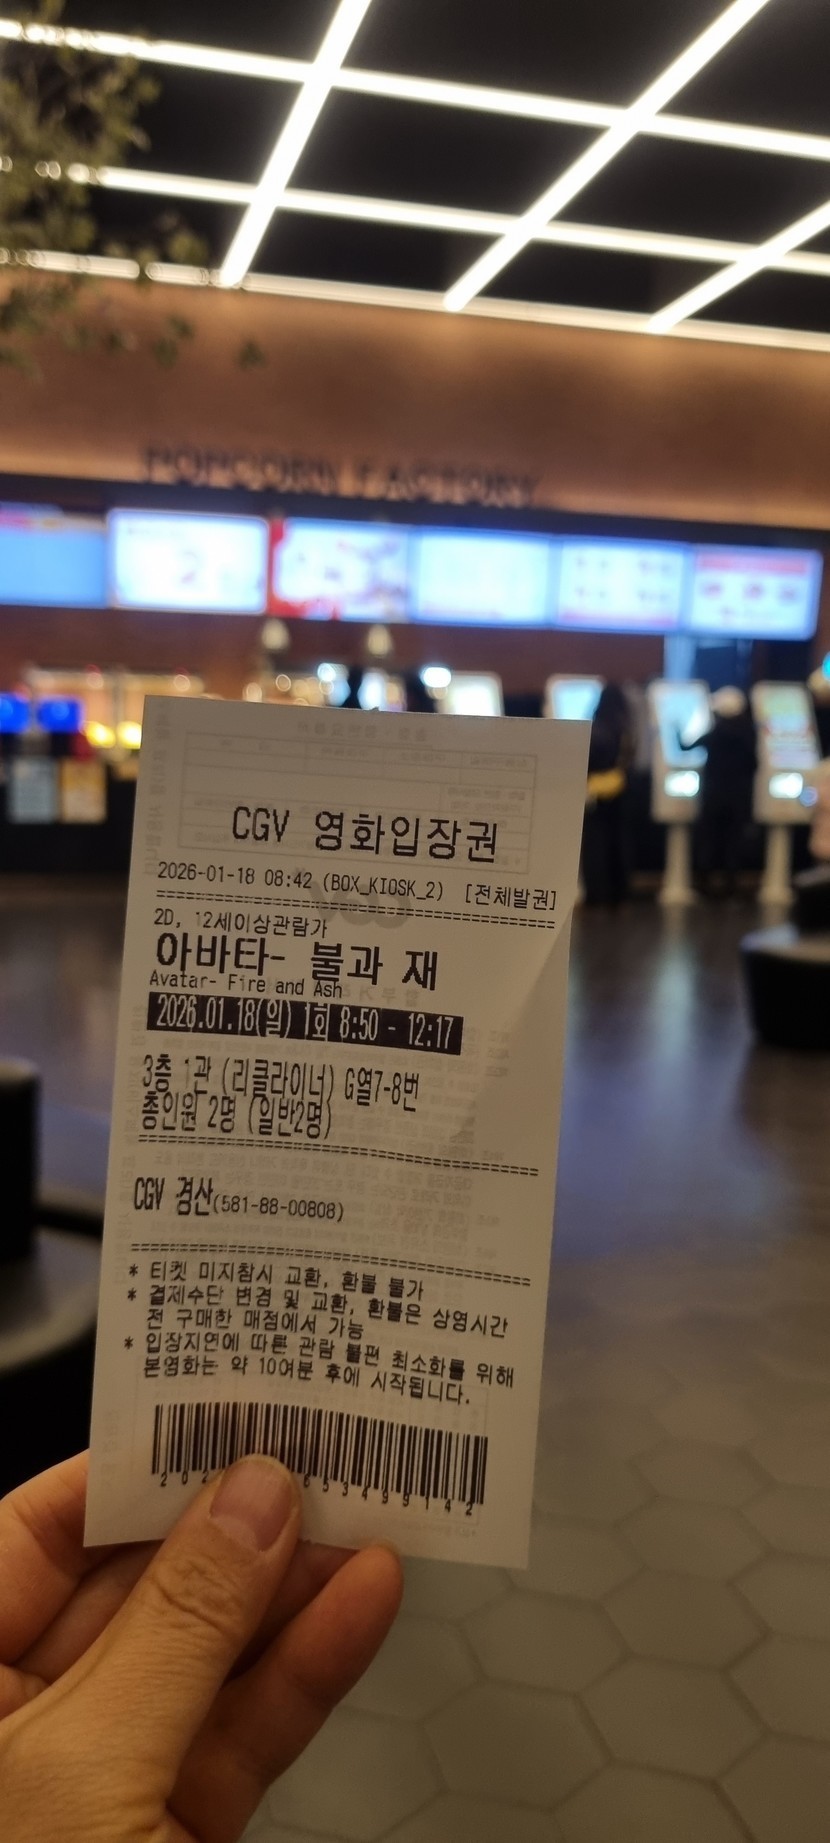 POPCORN FACTORY
CGV 영화입장권
2026-01-18 08:42 (BOX_KIOSK_2) [전체발권]
2D, 12세이상관람가
아바타- 불과 재
Avatar- Fire and Ash
2026.01.18(일) 1회 8:50 - 12:17
3층 1관 (리클라이너) G열7-8번
총인원 2명 (일반2명)
CGV 경산(581-88-00808)
* 티켓 미지참시 교환, 환불 불가
* 결제수단 변경 및 교환, 환불은 상영시간
전 구매한 매점에서 가능
* 입장지연에 따른 관람 불편 최소화를 위해
본영화는 약 10여분 후에 시작됩니다.